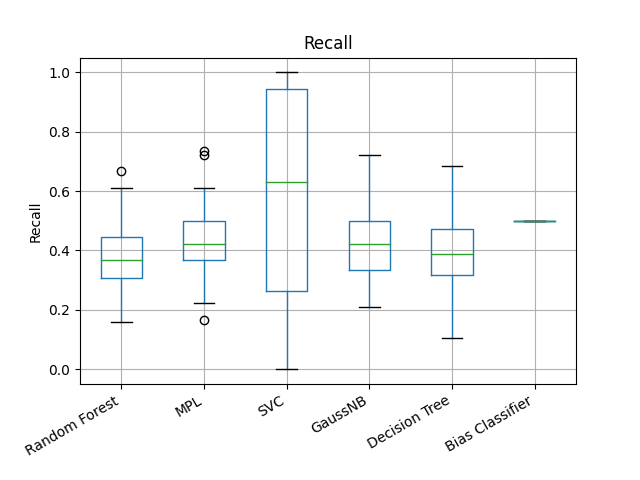 Recall
1.0
0.8
0.6
0.4
0.2
0.0
Recall
Random Forest
MPL
SVC
GaussNB
Decision Tree
Bias Classifier